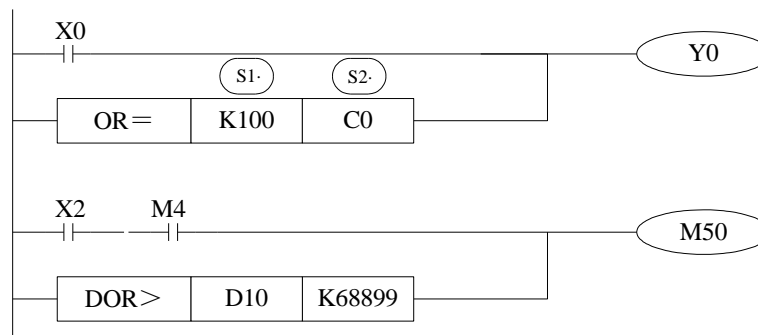 X0
Y0
S1· S2·
OR＝ K100 C0
X2 M4
M50
DOR＞ D10 K68899